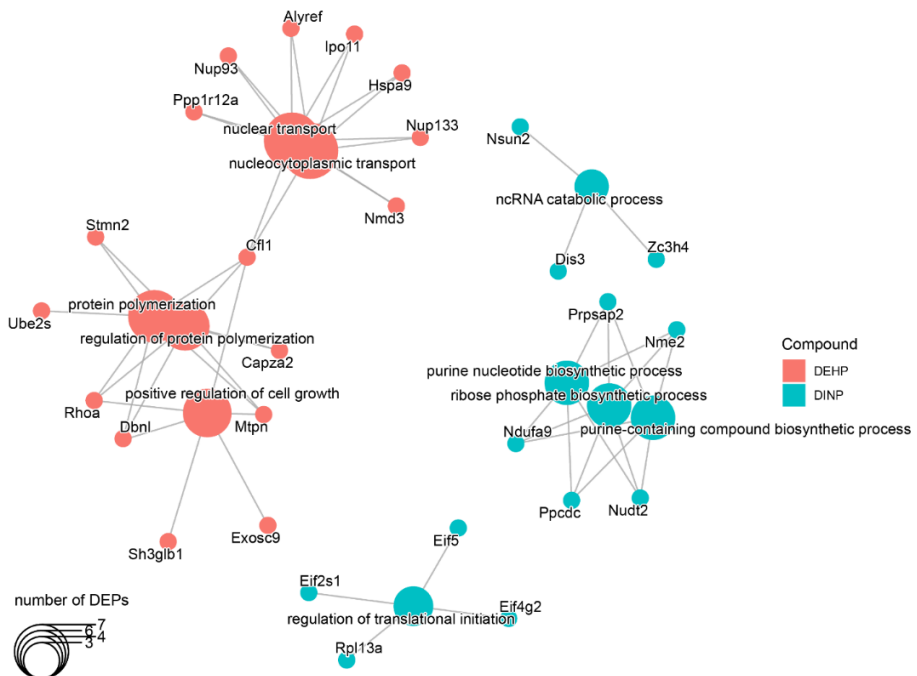 Alyref
Ipo11
Nup93
Hspa9
Ppp1r12a
nuclear transport
Nup133
nucleocytoplasmic transport
Nmd3
Nsun2
ncRNA catabolic process
Dis3
Zc3h4
Stmn2
Cfl1
protein polymerization
Ube2s
regulation of protein polymerization
Capza2
positive regulation of cell growth
Rhoa
Dbnl
Mtpn
Sh3glb1
Exosc9
Prpsap2
Nme2
purine nucleotide biosynthetic process
ribose phosphate biosynthetic process
Ndufa9
purine-containing compound biosynthetic process
Ppcdc
Nudt2
Compound
DEHP
DINP
Eif5
Eif2s1
Eif4g2
regulation of translational initiation
Rpl13a
number of DEPs
7
6
4
3